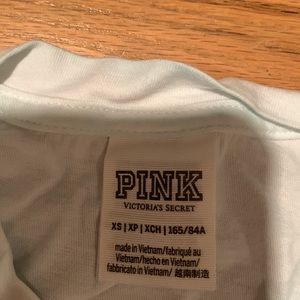 PINK
VICTORIA'S SECRET
XS | XP | XCH | 165/84A
made in Vietnam/fabriqué au
Vietnam/hecho en Vietnam/
fabbricato in Vietnam/ 越南制造